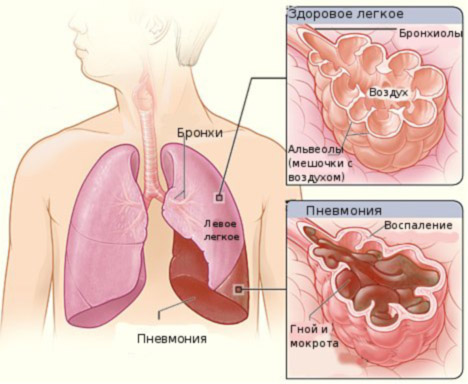 Здоровое легкое
Бронхиолы
Воздух
Альвеолы
(мешочки с
воздухом)
Бронхи
Левое
легкое
Пневмония
Пневмония
Воспаление
Гной и
мокрота